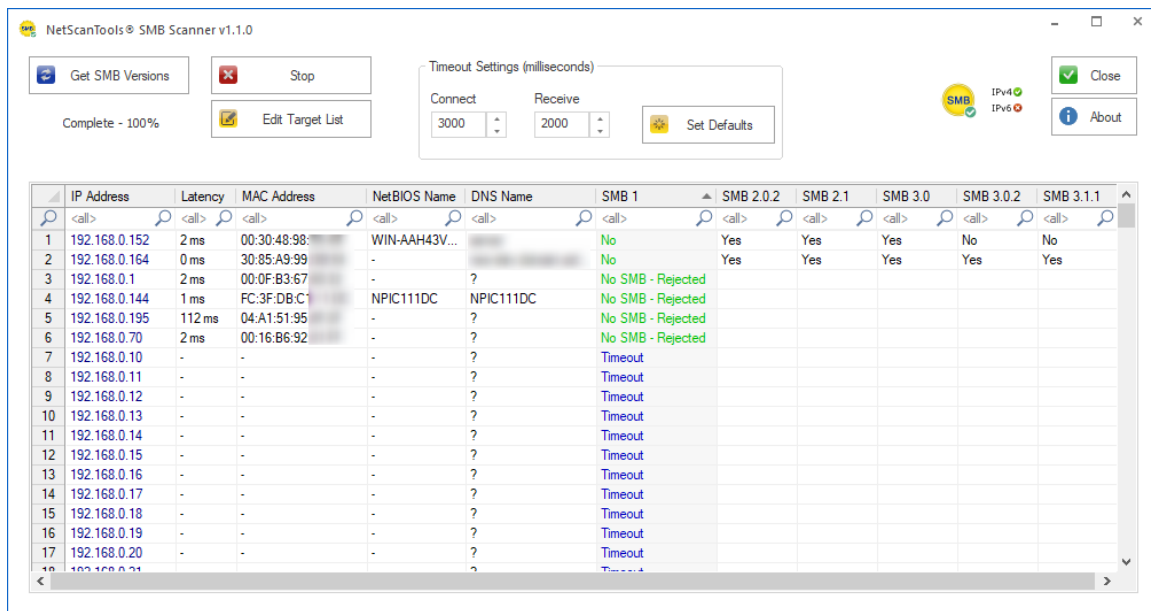 NetScanTools® SMB Scanner v1.1.0
Get SMB Versions
Stop
Timeout Settings (milliseconds)
Connect
Receive
3000
2000
Set Defaults
Complete - 100%
Edit Target List
SMB
IPv4
IPv6
Close
About
IP Address Latency MAC Address NetBIOS Name DNS Name SMB 1 SMB 2.0.2 SMB 2.1 SMB 3.0 SMB 3.0.2 SMB 3.1.1
<all> <all> <all> <all> <all> <all> <all> <all> <all> <all> <all>
1 192.168.0.152 2 ms 00:30:48:98: WIN-AAH43V... No Yes Yes Yes No No
2 192.168.0.164 0 ms 30:85:A9:99 - No Yes Yes Yes Yes Yes
3 192.168.0.1 2 ms 00:0F:B3:67 - ? No SMB - Rejected
4 192.168.0.144 1 ms FC:3F:DB:C1 NPIC111DC NPIC111DC No SMB - Rejected
5 192.168.0.195 112 ms 04:A1:51:95 - ? No SMB - Rejected
6 192.168.0.70 2 ms 00:16:B6:92 - ? No SMB - Rejected
7 192.168.0.10 - - - ? Timeout
8 192.168.0.11 - - - ? Timeout
9 192.168.0.12 - - - ? Timeout
10 192.168.0.13 - - - ? Timeout
11 192.168.0.14 - - - ? Timeout
12 192.168.0.15 - - - ? Timeout
13 192.168.0.16 - - - ? Timeout
14 192.168.0.17 - - - ? Timeout
15 192.168.0.18 - - - ? Timeout
16 192.168.0.19 - - - ? Timeout
17 192.168.0.20 - - - ? Timeout